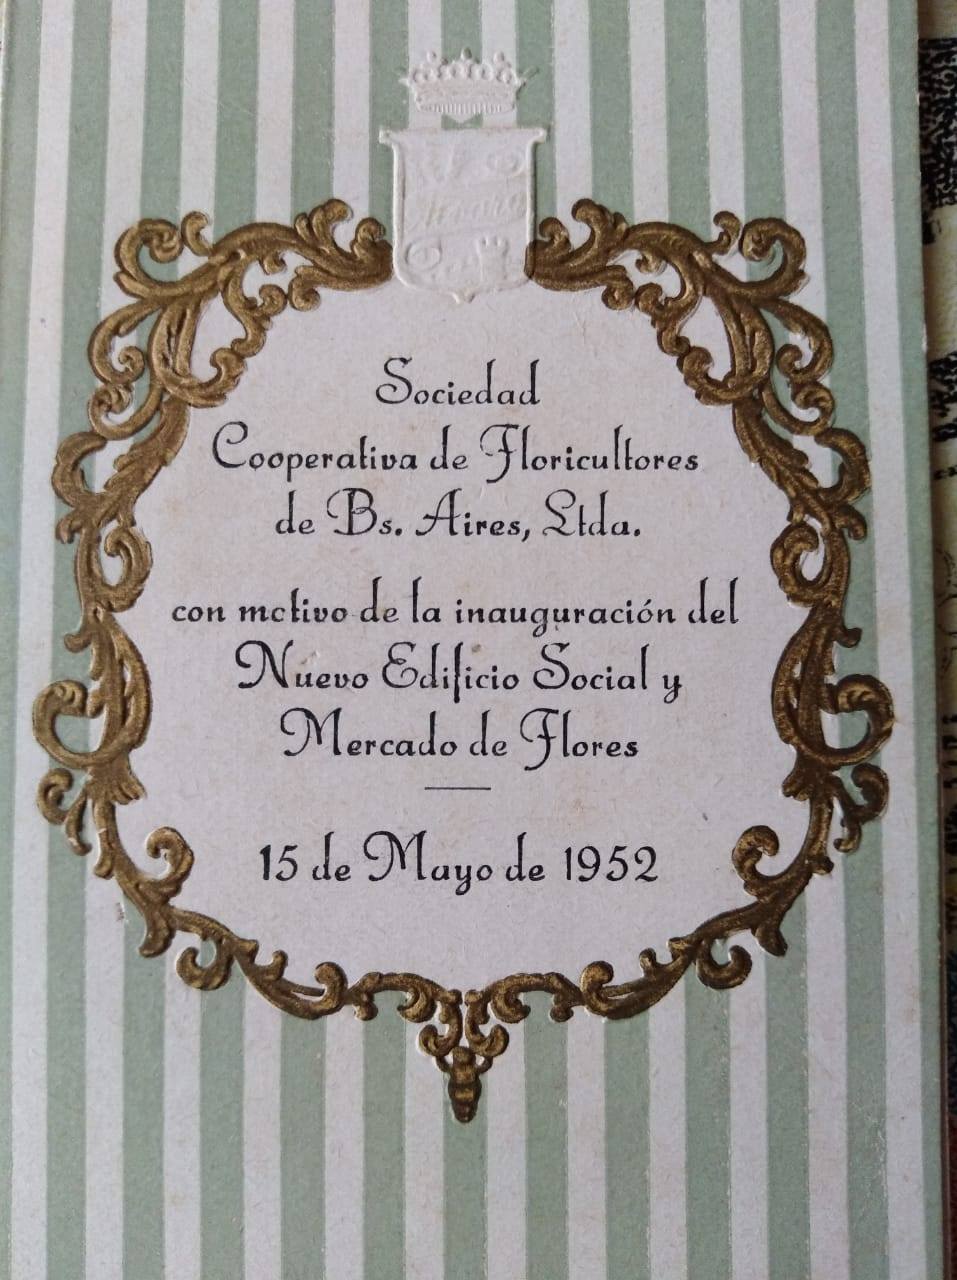 Sociedad
Cooperativa de Floricultores
de Bs. Aires, Ltda.
con motivo de la inauguración del
Nuevo Edificio Social y
Mercado de Flores
15 de Mayo de 1952